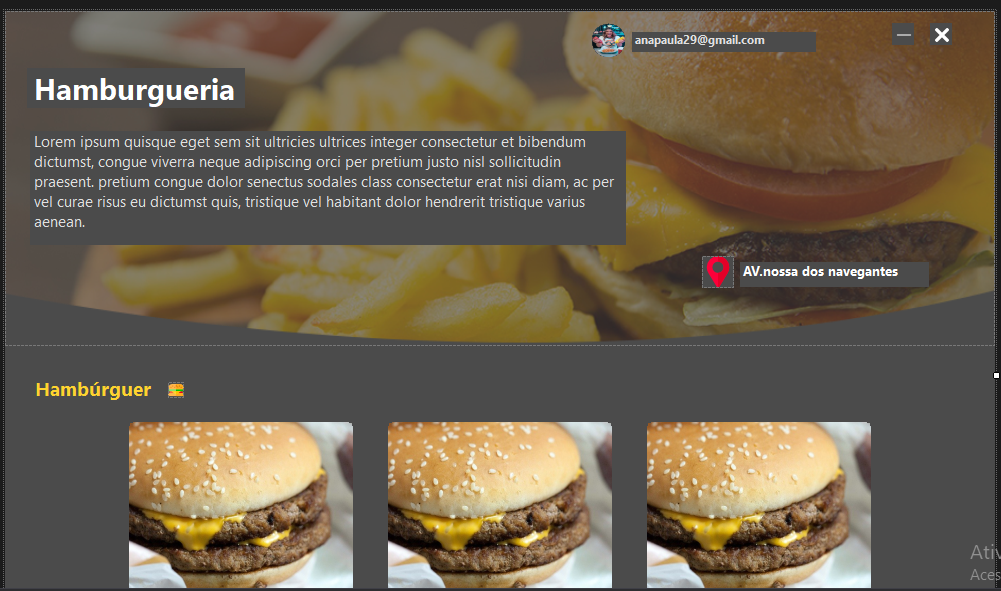 anapaula29@gmail.com
Hamburgueria
Lorem ipsum quisque eget sem sit ultricies ultrices integer consectetur et bibendum
dictumst, congue viverra neque adipiscing orci per pretium justo nisl sollicitudin
praesent. pretium congue dolor senectus sodales class consectetur erat nisi diam, ac per
vel curae risus eu dictumst quis, tristique vel habitant dolor hendrerit tristique varius
aenean.
AV.nossa dos navegantes
Hambúrguer
Ativ
Aces